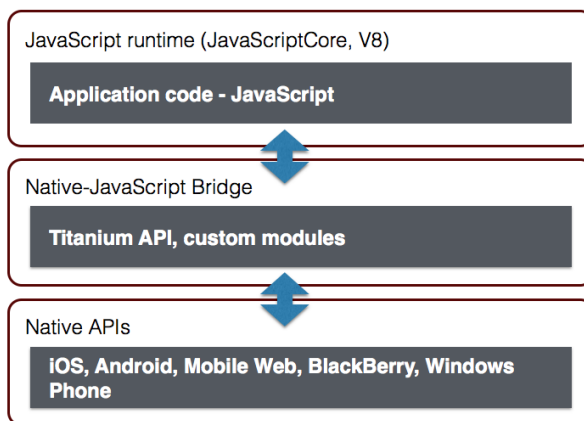 JavaScript runtime (JavaScriptCore, V8)
Application code - JavaScript
Native-JavaScript Bridge
Titanium API, custom modules
Native APIs
iOS, Android, Mobile Web, BlackBerry, Windows
Phone